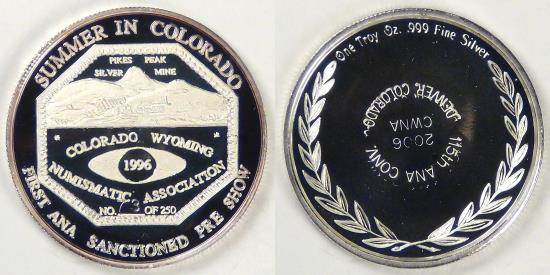 SUMMER IN COLORADO
PIKES PEAK
SILVER MINE
COLORADO WYOMING
1996
NUMISMATIC ASSOCIATION
NO. 73 OF 250
FIRST ANA SANCTIONED PRE SHOW
One Troy Oz. .999 Fine Silver
DENVER, COLORADO
2006
CWNA
115th ANA CONV.